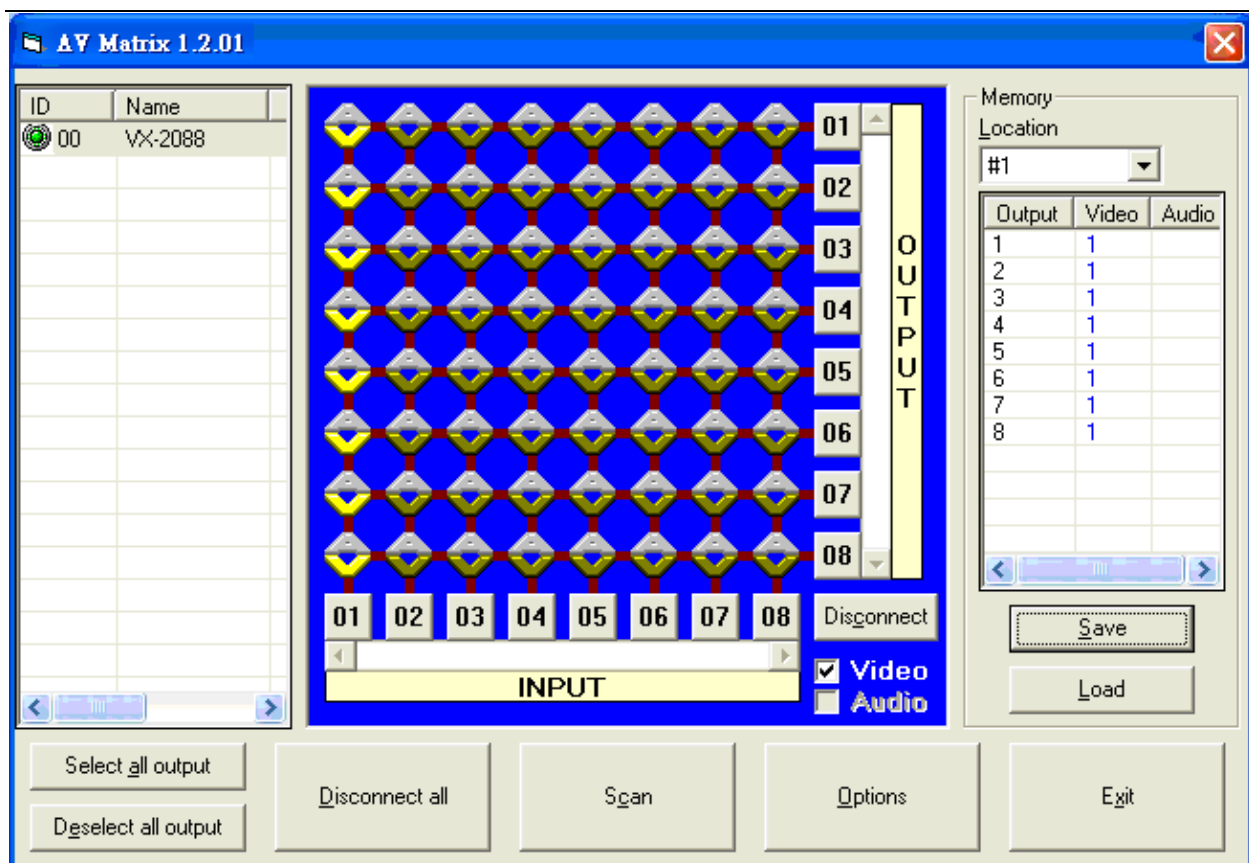 AV Matrix 1.2.01
ID Name
00 VX-2088
01
02
03
04
05
06
07
08
OUTPUT
01 02 03 04 05 06 07 08
Disconnect
INPUT
Video
Audio
Memory
Location
#1
Output Video Audio
1 1
2 1
3 1
4 1
5 1
6 1
7 1
8 1
Save
Load
Select all output
Deselect all output
Disconnect all
Scan
Options
Exit